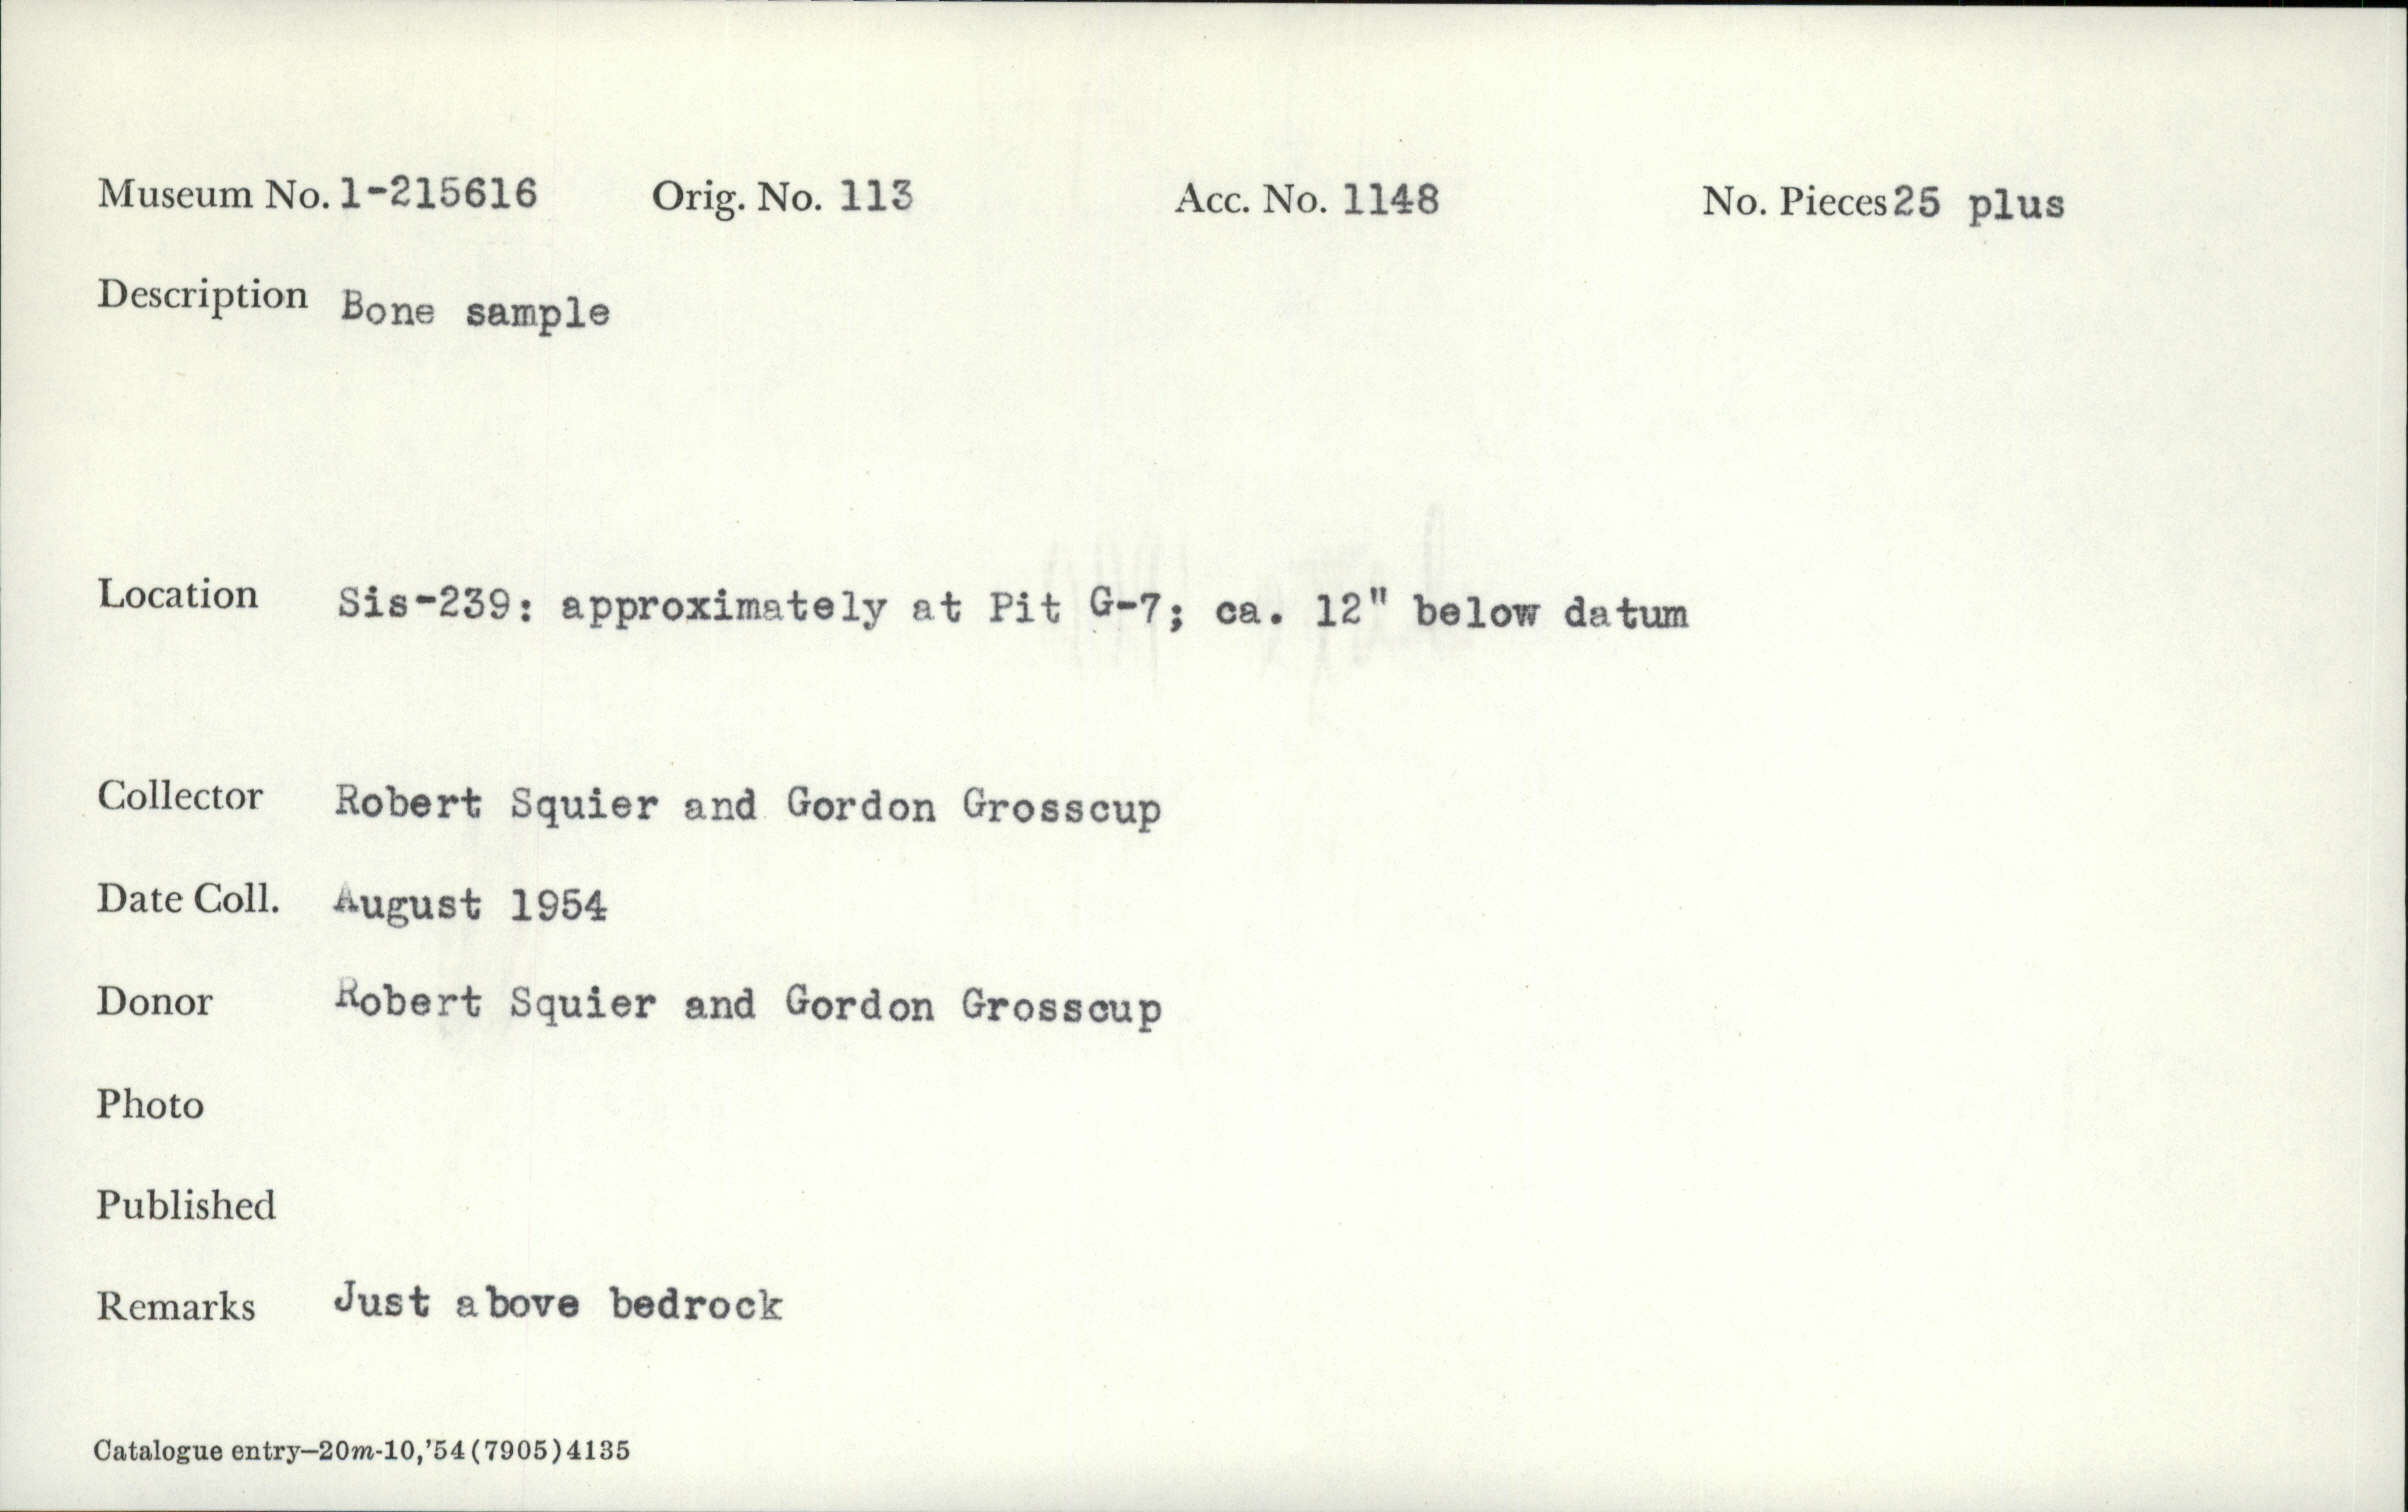 Museum No. 1-215616 Orig. No. 113 Acc. No. 1148 No. Pieces 25 plus
Description Bone sample
Location Sis-239: approximately at Pit G-7; ca. 12" below datum
Collector Robert Squier and Gordon Grosscup
Date Coll. August 1954
Donor Robert Squier and Gordon Grosscup
Photo
Published
Remarks Just above bedrock
Catalogue entry—20m-10,'54(7905)4135